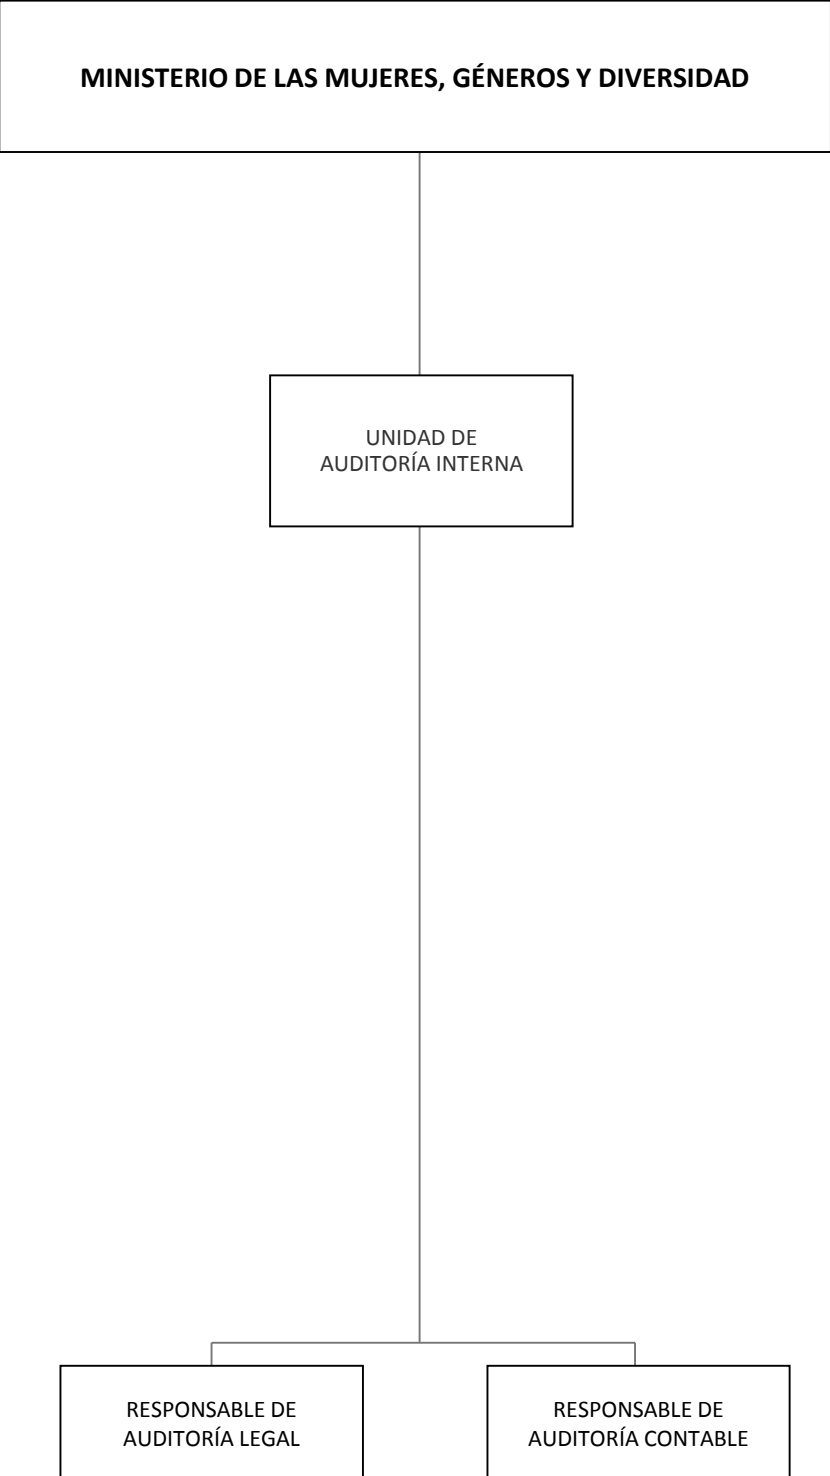 MINISTERIO DE LAS MUJERES, GÉNEROS Y DIVERSIDAD
UNIDAD DE
AUDITORÍA INTERNA
RESPONSABLE DE
AUDITORÍA LEGAL
RESPONSABLE DE
AUDITORÍA CONTABLE